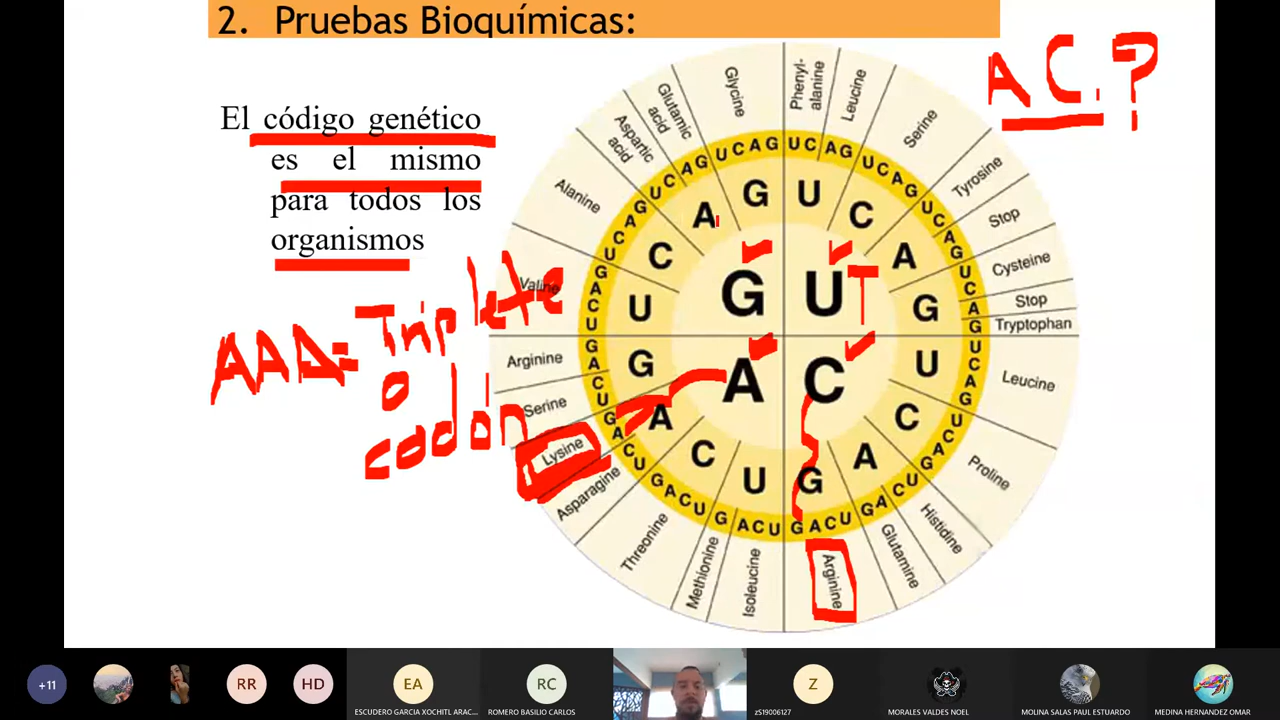 2. Pruebas Bioquímicas:
A C. ?
El código genético
es el mismo
para todos los
organismos
AAA= Triplete
o
codón
G U A C
T
U C A G
U C A G
G A C U
G A C U
U C A G U C A G U C A G U C A G
U C A G U C A G U C A G U C A G
G A C U G A C U G A C U G A C U
G A C U G A C U G A C U G A C U
Phenyl-
alanine
Leucine
Serine
Tyrosine
Stop
Cysteine
Stop
Tryptophan
Leucine
Proline
Histidine
Glutamine
Arginine
Isoleucine
Methionine
Threonine
Asparagine
Lysine
Serine
Arginine
Valine
Alanine
Aspartic
acid
Glutamic
acid
Glycine
+11
RR
HD
EA
RC
Z
ESCUDERO GARCIA XOCHITL ARAC...
ROMERO BASILIO CARLOS
zS19006127
MORALES VALDES NOEL
MOLINA SALAS PAUL ESTUARDO
MEDINA HERNANDEZ OMAR